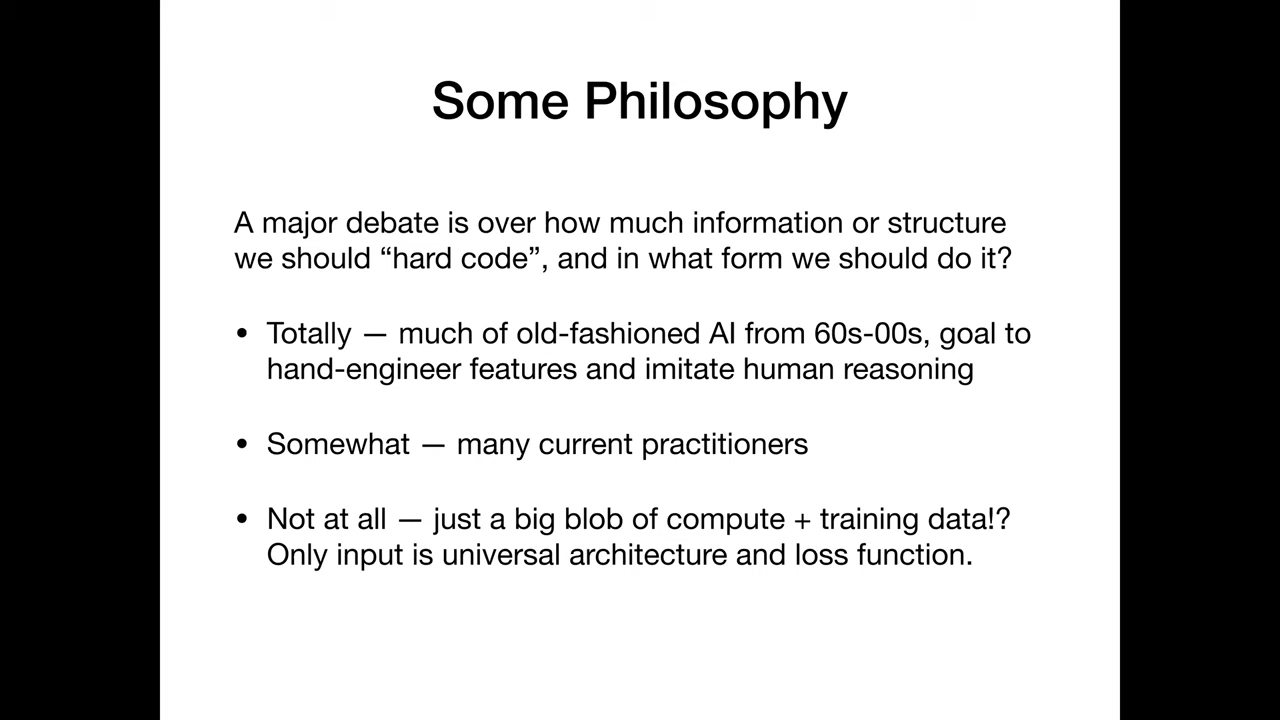 Some Philosophy
A major debate is over how much information or structure
we should “hard code”, and in what form we should do it?
• Totally — much of old-fashioned AI from 60s-00s, goal to
hand-engineer features and imitate human reasoning
• Somewhat — many current practitioners
• Not at all — just a big blob of compute + training data!?
Only input is universal architecture and loss function.